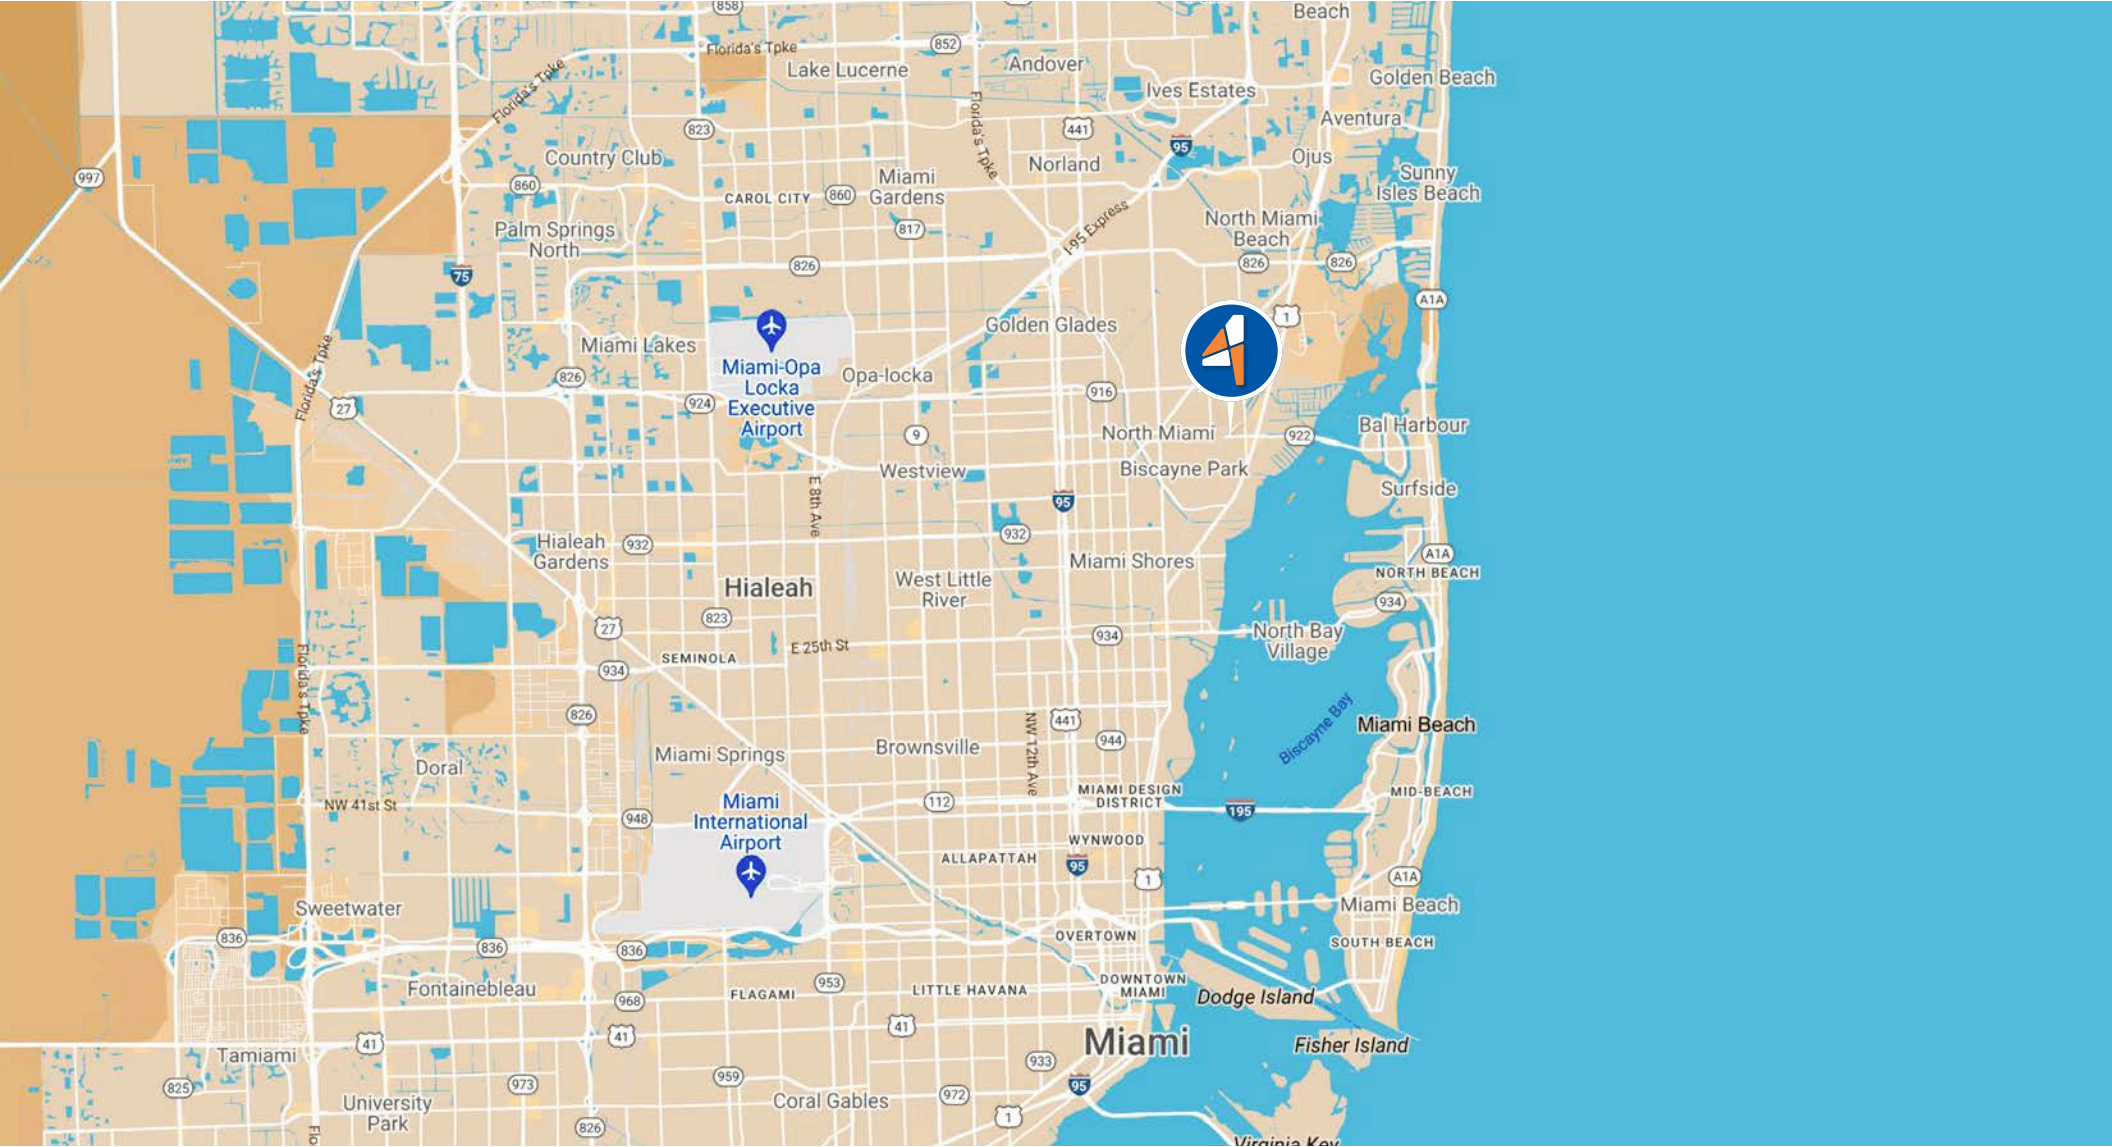 858
Beach
Florida's Tpke
852
Andover
Lake Lucerne
Golden Beach
Florida's Tpke
Ives Estates
Florida's Tpke
823
441
Aventura
95
Country Club
Norland
Ojus
997
860
Miami
Gardens
Sunny
Isles Beach
CAROL CITY
860
North Miami
Beach
Palm Springs
North
817
I-95 Express
75
826
826
826
A1A
1
Golden Glades
Miami Lakes
Miami-Opa
Locka
Executive
Airport
Opa-locka
826
Florida's Tpke
27
924
916
9
North Miami
922
Bal Harbour
Westview
Biscayne Park
Surfside
E 8th Ave
95
Hialeah
Gardens
932
932
Miami Shores
A1A
NORTH BEACH
Hialeah
West Little
River
934
823
27
934
North Bay
Village
E 25th St
SEMINOLA
934
Florida's Tpke
826
441
NW 12th Ave
944
Biscayne Bay
Miami Beach
Miami Springs
Brownsville
Doral
NW 41st St
Miami
International
Airport
948
112
MIAMI DESIGN
DISTRICT
195
MID-BEACH
WYNWOOD
ALLAPATTAH
95
1
A1A
Sweetwater
Miami Beach
836
836
836
OVERTOWN
SOUTH BEACH
Fontainebleau
968
FLAGAMI
953
LITTLE HAVANA
DOWNTOWN
MIAMI
Dodge Island
41
41
41
Miami
Fisher Island
Tamiami
933
825
973
959
95
972
Coral Gables
University
Park
1
826
Flo
Virginia Key